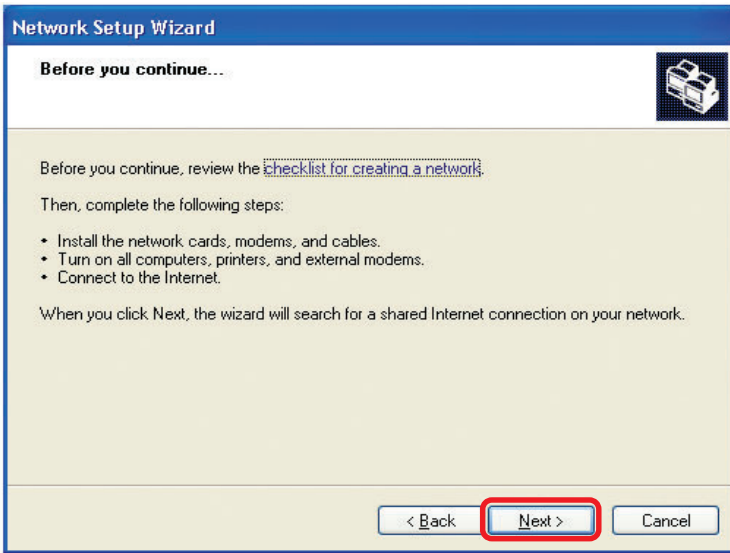 Network Setup Wizard
Before you continue...
Before you continue, review the checklist for creating a network.
Then, complete the following steps:
• Install the network cards, modems, and cables.
• Turn on all computers, printers, and external modems.
• Connect to the Internet.
When you click Next, the wizard will search for a shared Internet connection on your network.
< Back Next > Cancel